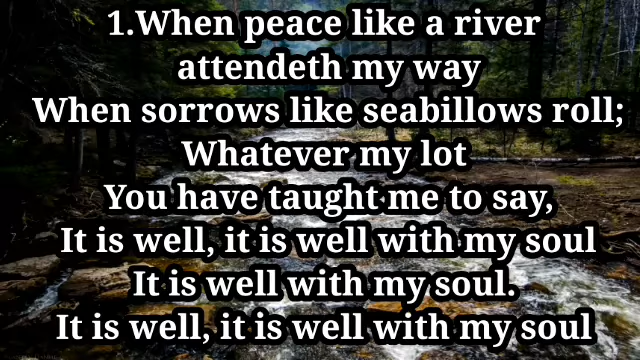 1.When peace like a river
attendeth my way
When sorrows like seabillows roll;
Whatever my lot
You have taught me to say,
It is well, it is well with my soul
It is well with my soul.
It is well, it is well with my soul